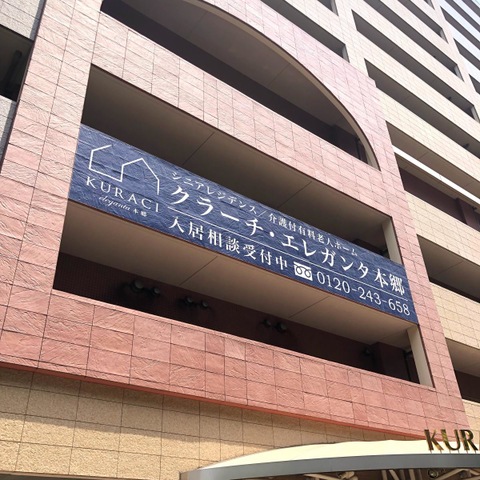 KURACI
elegunta 本郷
シニアレジデンス/介護付有料老人ホーム
クラーチ・エレガンタ本郷
入居相談受付中 0120-243-658
KURA